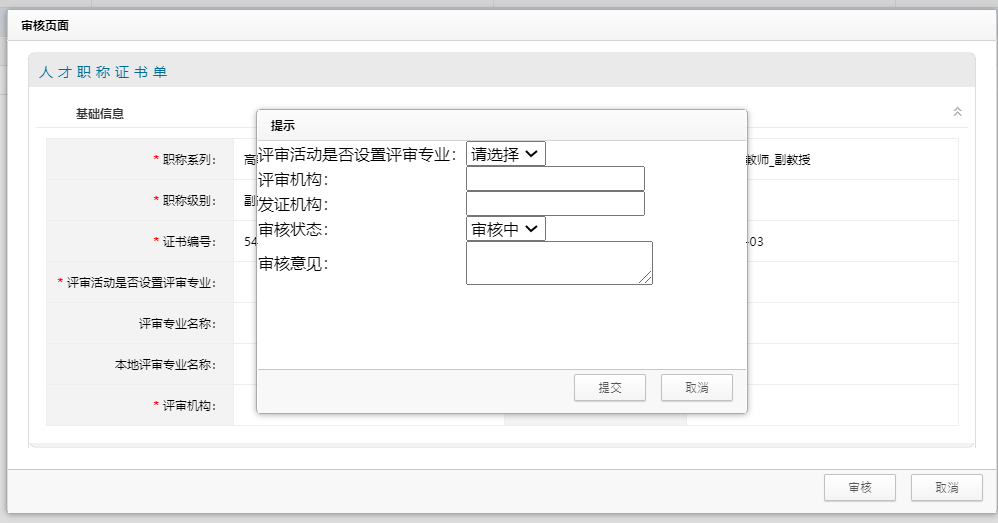 审核页面
人才职称证书单
基础信息
提示
评审活动是否设置评审专业： 请选择
评审机构：
发证机构：
审核状态： 审核中
审核意见：
提交 取消
* 职称系列： 高 教师_副教授
* 职称级别： 副
* 证书编号： 54 -03
* 评审活动是否设置评审专业：
评审专业名称：
本地评审专业名称：
* 评审机构：
审核 取消